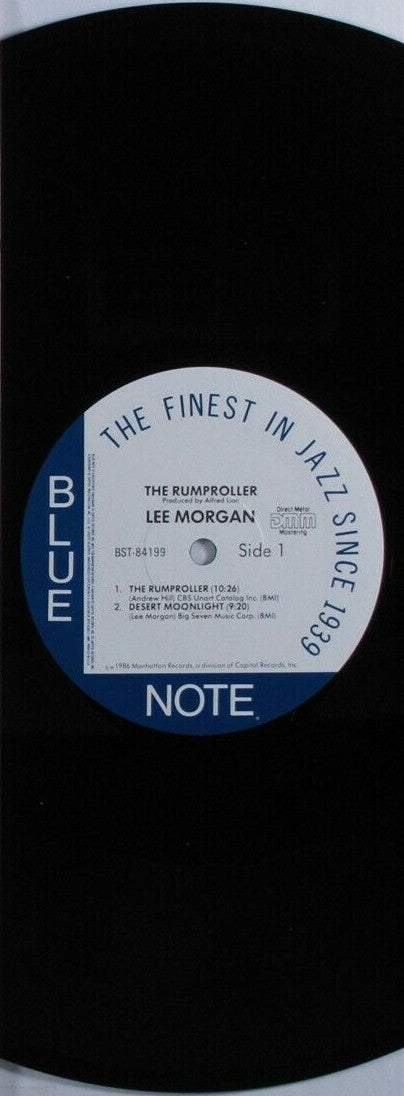 THE FINEST IN JAZZ SINCE 1939
BLUE
THE RUMPROLLER
Produced by Alfred Lion
LEE MORGAN
Direct Metal
DMM
Mastering
BST-84199
Side 1
1. THE RUMPROLLER (10:26)
(Andrew Hill) CBS Unart Catalog Inc. (BMI)
2. DESERT MOONLIGHT (9:20)
(Lee Morgan) Big Seven Music Corp. (BMI)
1986 Manhattan Records, a division of Capitol Records, Inc.
NOTE